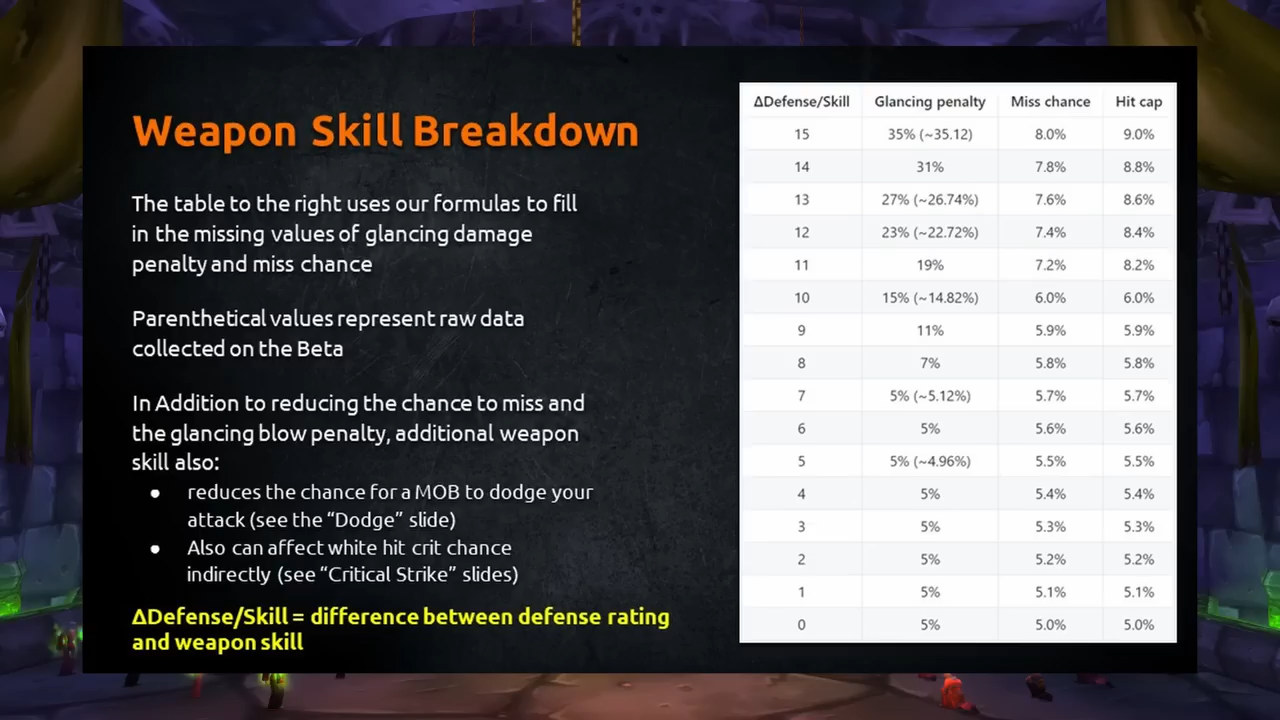 Weapon Skill Breakdown
The table to the right uses our formulas to fill
in the missing values of glancing damage
penalty and miss chance
Parenthetical values represent raw data
collected on the Beta
In Addition to reducing the chance to miss and
the glancing blow penalty, additional weapon
skill also:
● reduces the chance for a MOB to dodge your
attack (see the “Dodge” slide)
● Also can affect white hit crit chance
indirectly (see “Critical Strike” slides)
ΔDefense/Skill = difference between defense rating
and weapon skill
ΔDefense/Skill Glancing penalty Miss chance Hit cap
15 35% (~35.12) 8.0% 9.0%
14 31% 7.8% 8.8%
13 27% (~26.74%) 7.6% 8.6%
12 23% (~22.72%) 7.4% 8.4%
11 19% 7.2% 8.2%
10 15% (~14.82%) 6.0% 6.0%
9 11% 5.9% 5.9%
8 7% 5.8% 5.8%
7 5% (~5.12%) 5.7% 5.7%
6 5% 5.6% 5.6%
5 5% (~4.96%) 5.5% 5.5%
4 5% 5.4% 5.4%
3 5% 5.3% 5.3%
2 5% 5.2% 5.2%
1 5% 5.1% 5.1%
0 5% 5.0% 5.0%